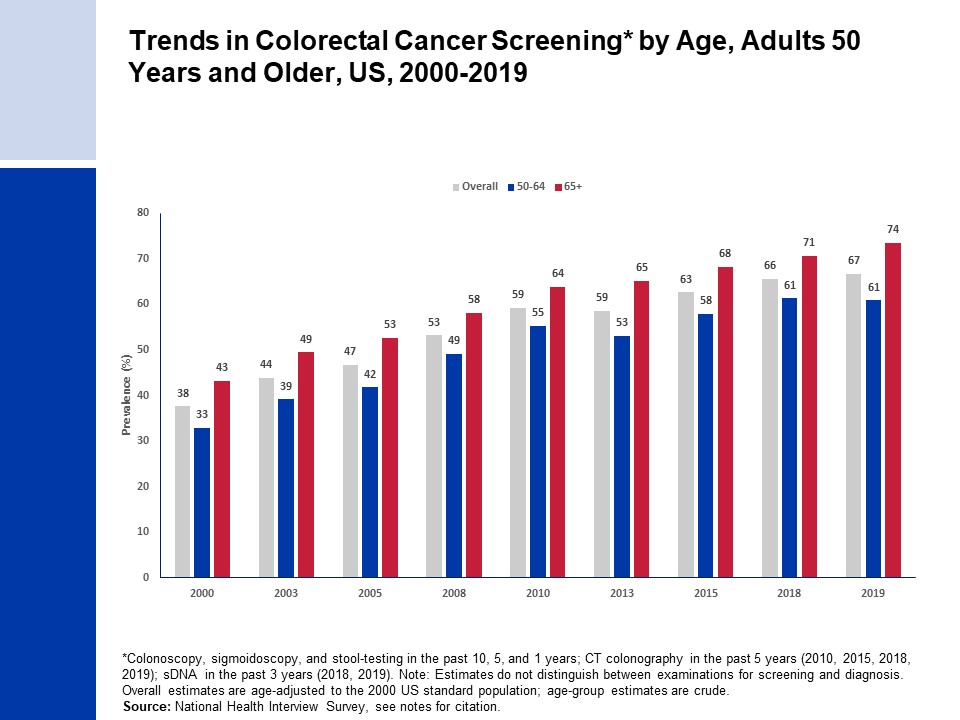 Trends in Colorectal Cancer Screening* by Age, Adults 50
Years and Older, US, 2000-2019
Overall 50-64 65+
80
70
60
50
40
30
20
10
0
Prevalence (%)
38 33 43
44 39 49
47 42 53
53 49 58
59 55 64
59 53 65
63 58 68
66 61 71
67 61 74
2000 2003 2005 2008 2010 2013 2015 2018 2019
*Colonoscopy, sigmoidoscopy, and stool-testing in the past 10, 5, and 1 years; CT colonography in the past 5 years (2010, 2015, 2018,
2019); sDNA in the past 3 years (2018, 2019). Note: Estimates do not distinguish between examinations for screening and diagnosis.
Overall estimates are age-adjusted to the 2000 US standard population; age-group estimates are crude.
Source: National Health Interview Survey, see notes for citation.